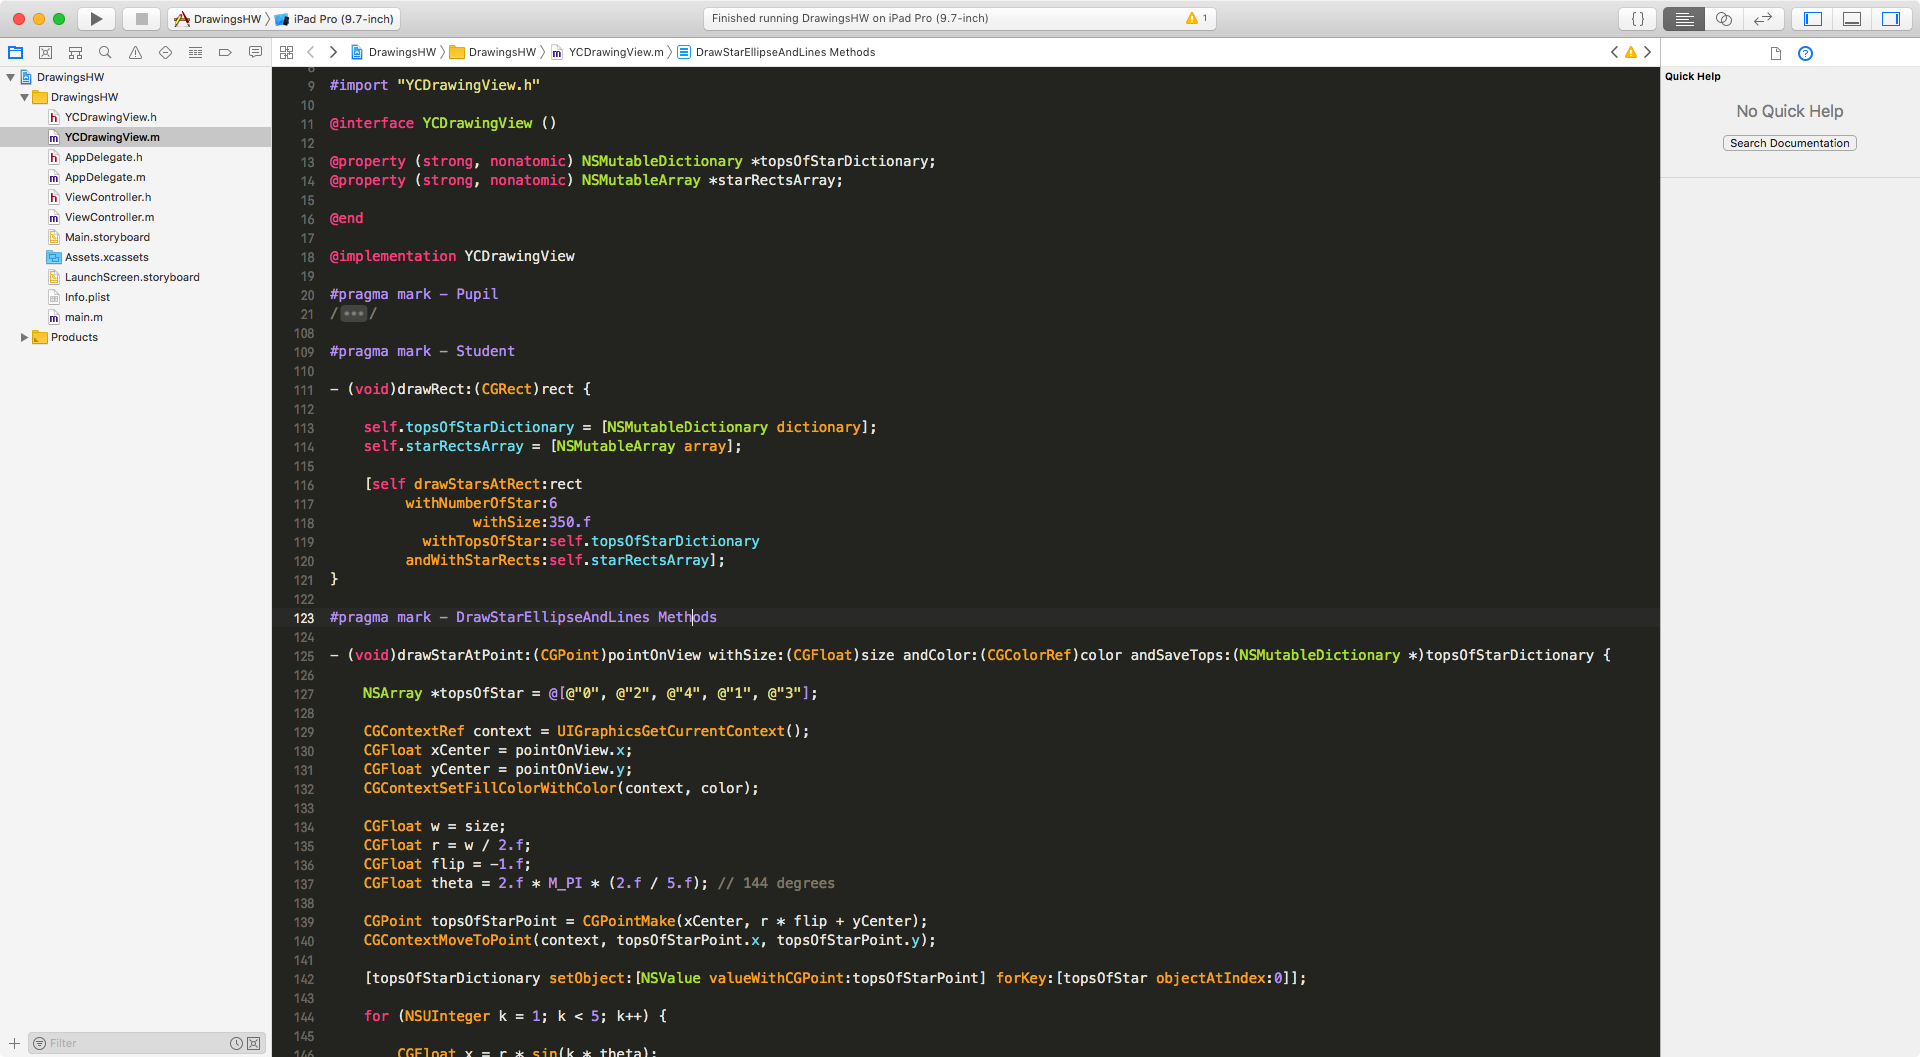 DrawingsHW
iPad Pro (9.7-inch)
Finished running DrawingsHW on iPad Pro (9.7-inch)
1
{}
DrawingsHW
DrawingsHW
YCDrawingView.m
DrawStarEllipseAndLines Methods
DrawingsHW
DrawingsHW
YCDrawingView.h
YCDrawingView.m
AppDelegate.h
AppDelegate.m
ViewController.h
ViewController.m
Main.storyboard
Assets.xcassets
LaunchScreen.storyboard
Info.plist
main.m
Products
Filter
8
9 #import "YCDrawingView.h"
10
11 @interface YCDrawingView ()
12
13 @property (strong, nonatomic) NSMutableDictionary *topsOfStarDictionary;
14 @property (strong, nonatomic) NSMutableArray *starRectsArray;
15
16 @end
17
18 @implementation YCDrawingView
19
20 #pragma mark - Pupil
21 /•••/
108
109 #pragma mark - Student
110
111 - (void)drawRect:(CGRect)rect {
112
113 self.topsOfStarDictionary = [NSMutableDictionary dictionary];
114 self.starRectsArray = [NSMutableArray array];
115
116 [self drawStarsAtRect:rect
117 withNumberOfStar:6
118 withSize:350.f
119 withTopsOfStar:self.topsOfStarDictionary
120 andWithStarRects:self.starRectsArray];
121 }
122
123 #pragma mark - DrawStarEllipseAndLines Methods
124
125 - (void)drawStarAtPoint:(CGPoint)pointOnView withSize:(CGFloat)size andColor:(CGColorRef)color andSaveTops:(NSMutableDictionary *)topsOfStarDictionary {
126
127 NSArray *topsOfStar = @[@"0", @"2", @"4", @"1", @"3"];
128
129 CGContextRef context = UIGraphicsGetCurrentContext();
130 CGFloat xCenter = pointOnView.x;
131 CGFloat yCenter = pointOnView.y;
132 CGContextSetFillColorWithColor(context, color);
133
134 CGFloat w = size;
135 CGFloat r = w / 2.f;
136 CGFloat flip = -1.f;
137 CGFloat theta = 2.f * M_PI * (2.f / 5.f); // 144 degrees
138
139 CGPoint topsOfStarPoint = CGPointMake(xCenter, r * flip + yCenter);
140 CGContextMoveToPoint(context, topsOfStarPoint.x, topsOfStarPoint.y);
141
142 [topsOfStarDictionary setObject:[NSValue valueWithCGPoint:topsOfStarPoint] forKey:[topsOfStar objectAtIndex:0]];
143
144 for (NSUInteger k = 1; k < 5; k++) {
145
146 CGFloat x = r * sin(k * theta);
Quick Help
No Quick Help
Search Documentation